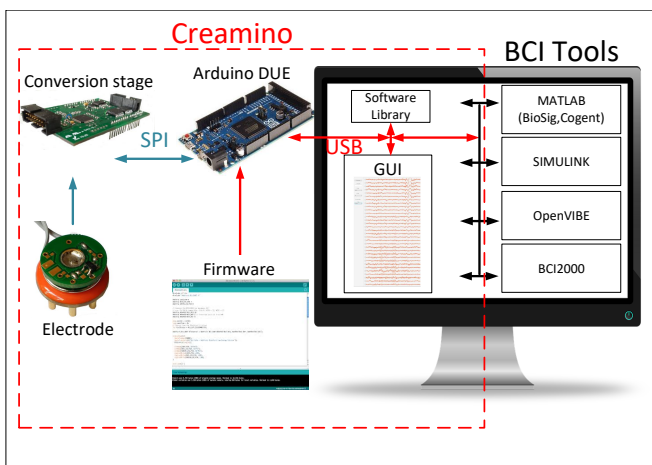 Creamino
BCI Tools
Conversion stage
Arduino DUE
SPI
USB
Software
Library
GUI
MATLAB
(BioSig,Cogent)
SIMULINK
OpenVIBE
BCI2000
Electrode
Firmware